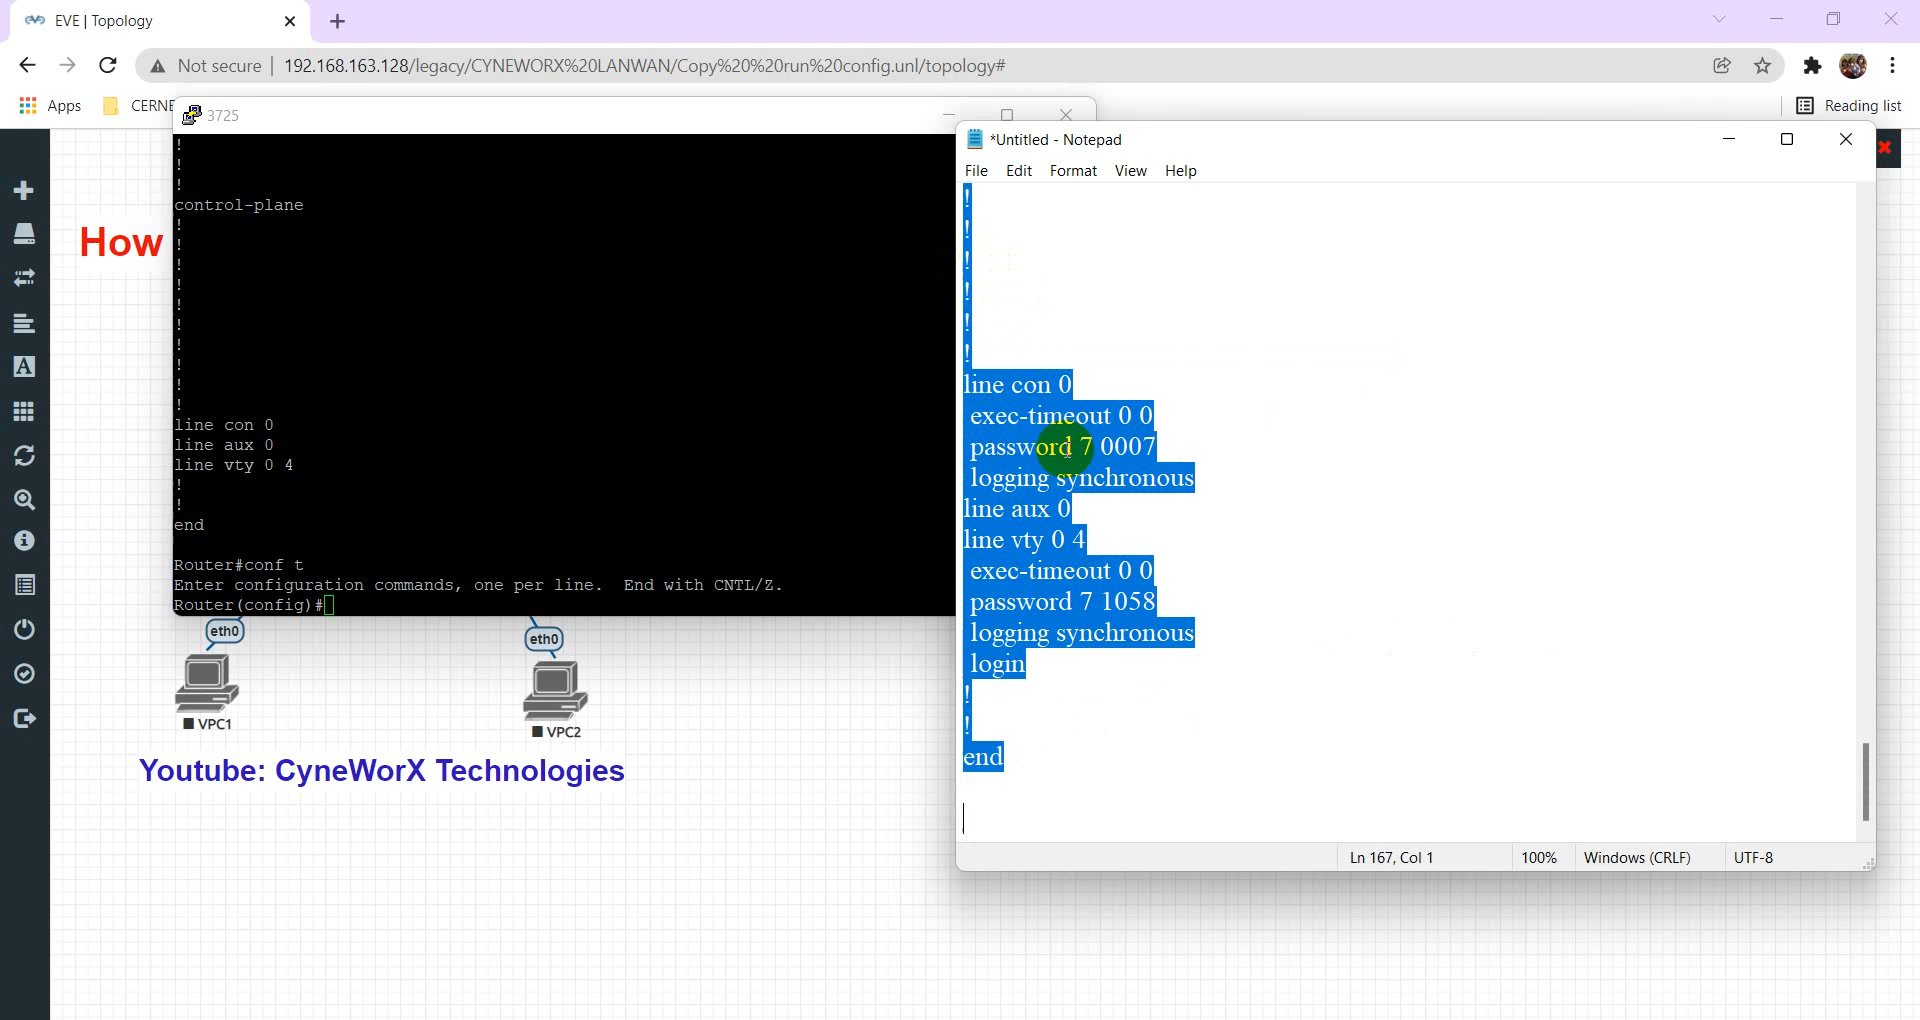 EVE | Topology
Not secure
192.168.163.128/legacy/CYNEWORX%20LANWAN/Copy%20%20run%20config.unl/topology#
Apps
CERNE
Reading list
3725
!
!
!
control-plane
!
!
!
!
!
!
!
!
!
!
line con 0
line aux 0
line vty 0 4
!
!
end
Router#conf t
Enter configuration commands, one per line.  End with CNTL/Z.
Router(config)#
*Untitled - Notepad
File Edit Format View Help
!
!
!
!
!
!
line con 0
exec-timeout 0 0
password 7 0007
logging synchronous
line aux 0
line vty 0 4
exec-timeout 0 0
password 7 1058
logging synchronous
login
!
!
end
Ln 167, Col 1
100%
Windows (CRLF)
UTF-8
How
A
eth0
eth0
VPC1
VPC2
Youtube: CyneWorX Technologies